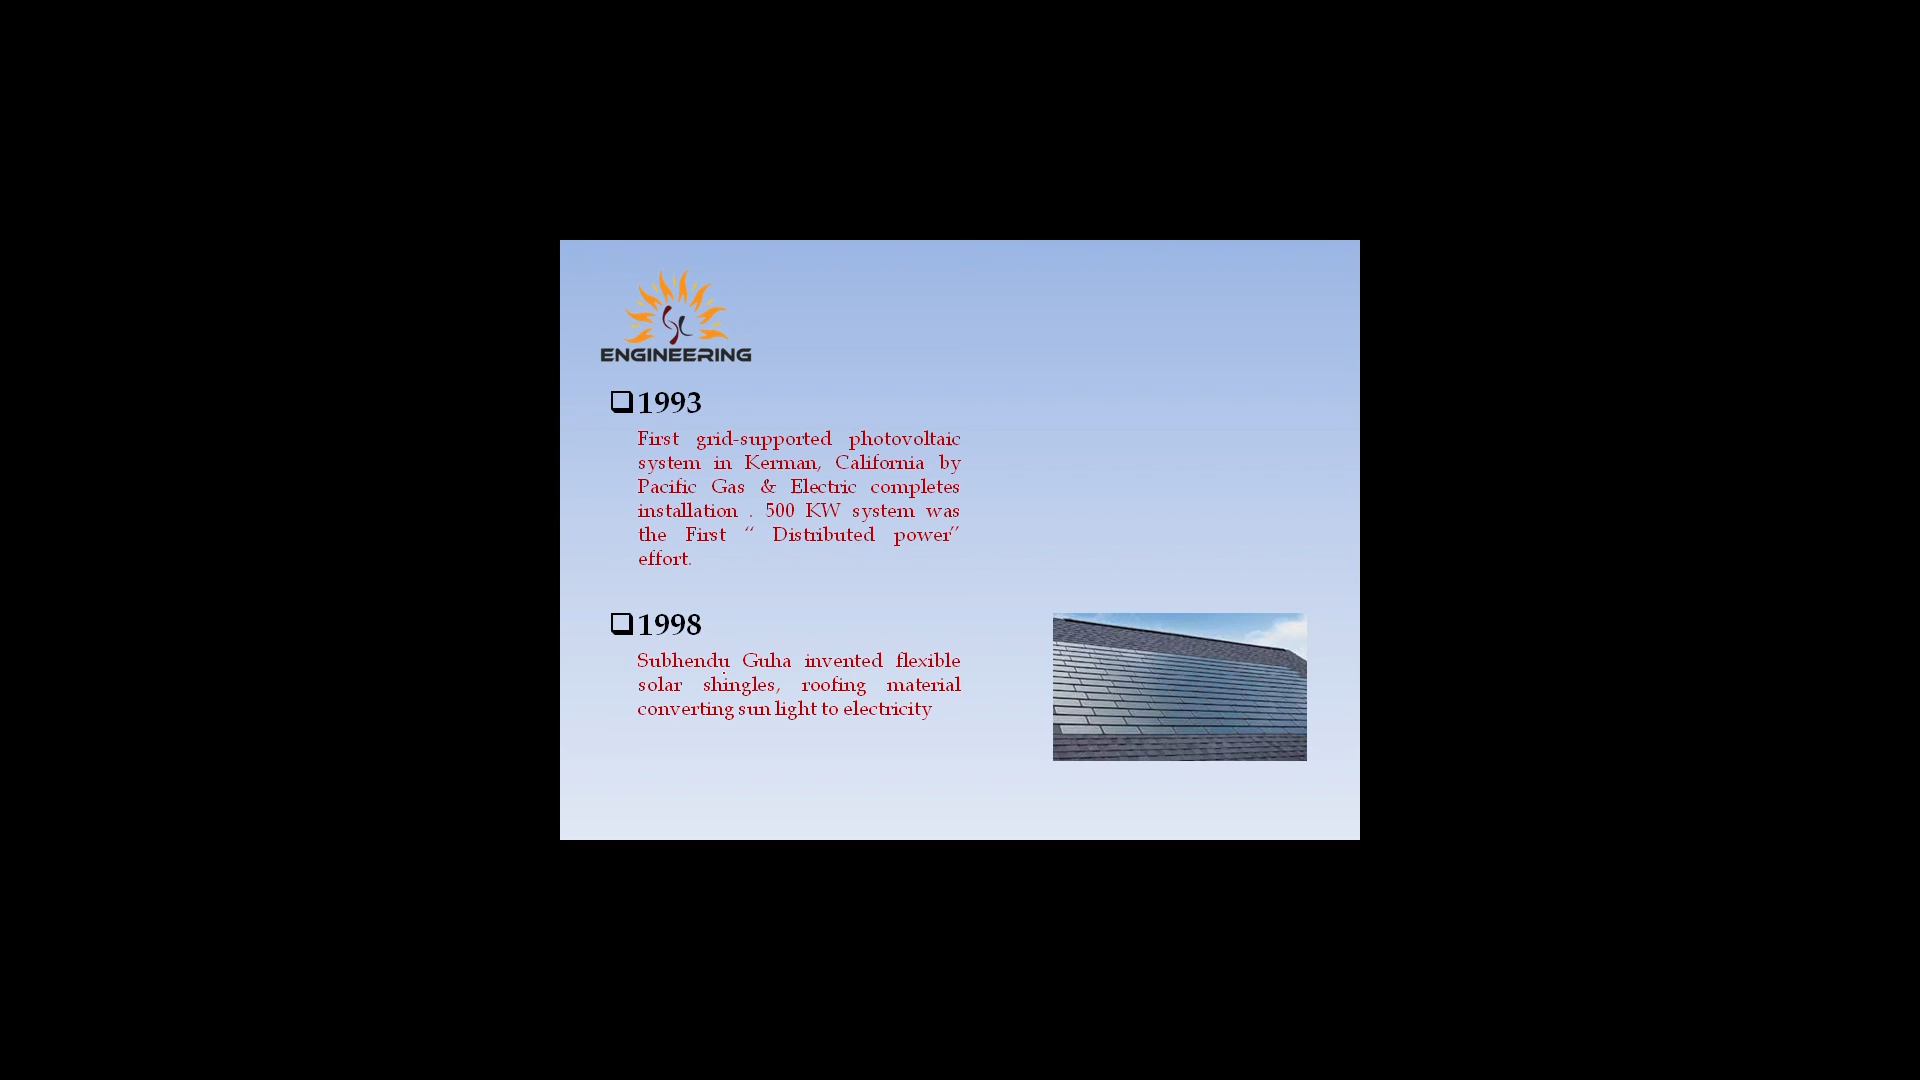 ENGINEERING
❑1993
First grid-supported photovoltaic
system in Kerman, California by
Pacific Gas & Electric completes
installation . 500 KW system was
the First “ Distributed power”
effort.
❑1998
Subhendu Guha invented flexible
solar shingles, roofing material
converting sun light to electricity